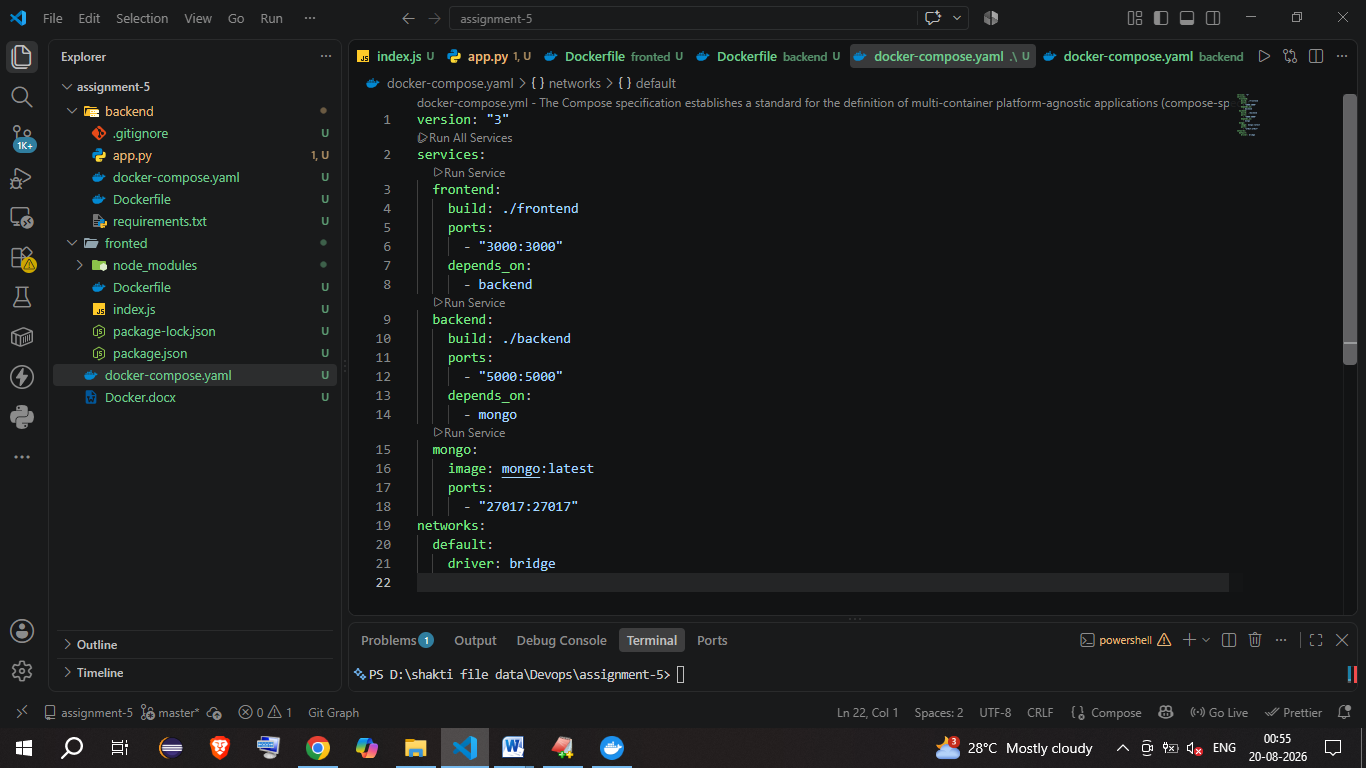 File Edit Selection View Go Run ··· assignment-5
Explorer ···
assignment-5
backend
.gitignore U
app.py 1, U
docker-compose.yaml U
Dockerfile U
requirements.txt U
fronted
node_modules
Dockerfile U
index.js U
package-lock.json U
package.json U
docker-compose.yaml U
Docker.docx U
Outline
Timeline
1K+
index.js U app.py 1, U Dockerfile fronted U Dockerfile backend U docker-compose.yaml .\ U docker-compose.yaml backend
docker-compose.yaml > { } networks > { } default
docker-compose.yml - The Compose specification establishes a standard for the definition of multi-container platform-agnostic applications (compose-sp
1 version: "3"
Run All Services
2 services:
Run Service
3 frontend:
4 build: ./frontend
5 ports:
6 - "3000:3000"
7 depends_on:
8 - backend
Run Service
9 backend:
10 build: ./backend
11 ports:
12 - "5000:5000"
13 depends_on:
14 - mongo
Run Service
15 mongo:
16 image: mongo:latest
17 ports:
18 - "27017:27017"
19 networks:
20 default:
21 driver: bridge
22
Problems 1 Output Debug Console Terminal Ports powershell
PS D:\shakti file data\Devops\assignment-5>
assignment-5 master* 0 1 Git Graph Ln 22, Col 1 Spaces: 2 UTF-8 CRLF { } Compose Go Live Prettier
3 28°C Mostly cloudy ENG 00:55
20-08-2026